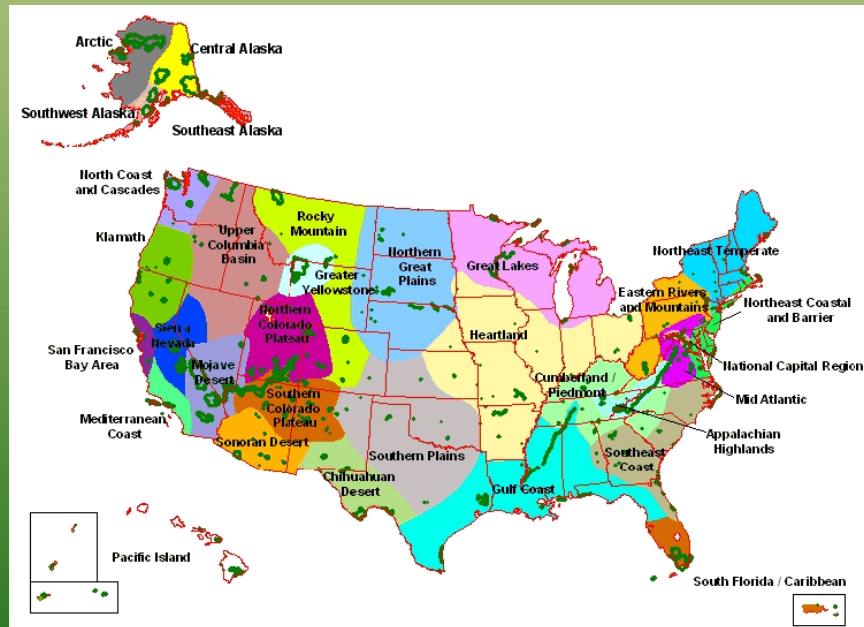 Arctic
Central Alaska
Southwest Alaska
Southeast Alaska
North Coast
and Cascades
Klamath
Upper
Columbia
Basin
Rocky
Mountain
Greater
Yellowstone
Northern
Great
Plains
Great Lakes
Northeast Temperate
Eastern Rivers
and Mountains
Northeast Coastal
and Barrier
Sierra
Nevada
Northern
Colorado
Plateau
Heartland
San Francisco
Bay Area
Mojave
Desert
National Capital Region
Cumberland /
Piedmont
Mid Atlantic
Mediterranean
Coast
Southern
Colorado
Plateau
Appalachian
Highlands
Sonoran Desert
Southern Plains
Southeast
Coast
Chihuahuan
Desert
Gulf Coast
Pacific Island
South Florida / Caribbean